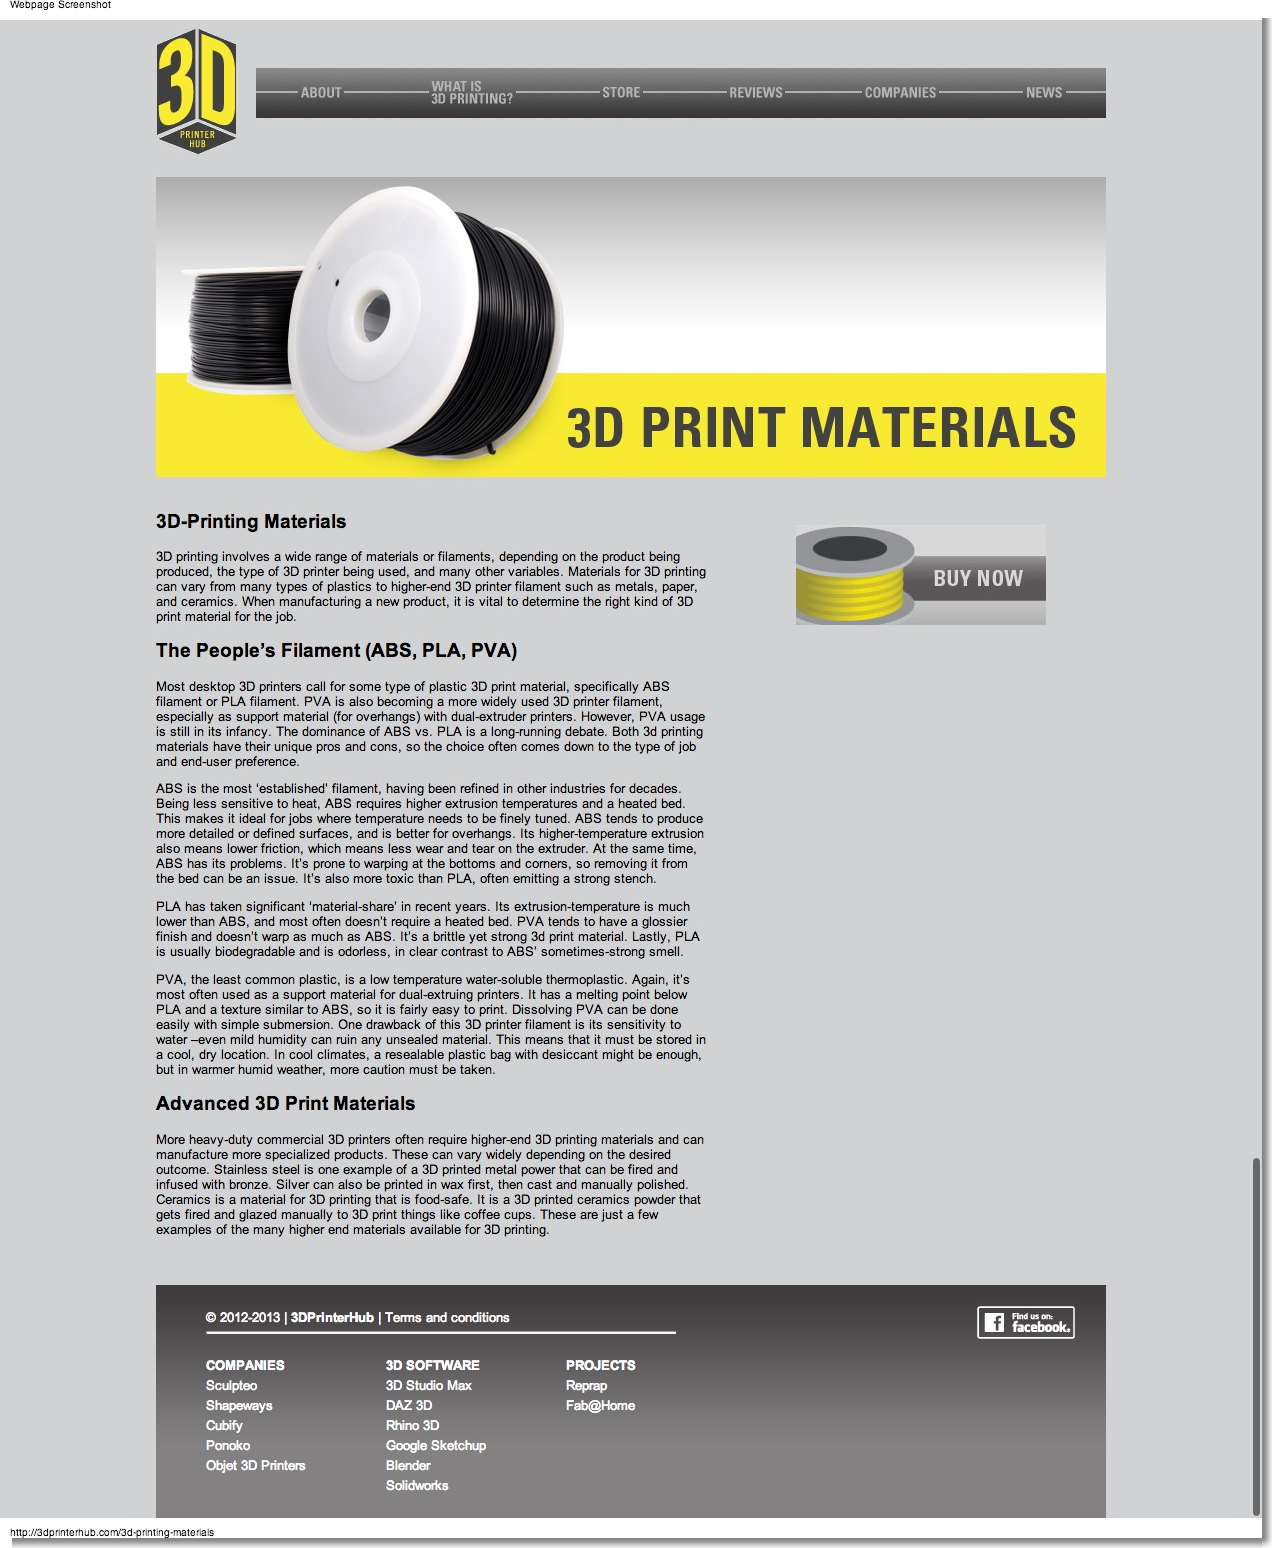 Webpage Screenshot
3D
PRINTER
HUB
ABOUT
WHAT IS
3D PRINTING?
STORE
REVIEWS
COMPANIES
NEWS
3D PRINT MATERIALS
3D-Printing Materials
3D printing involves a wide range of materials or filaments, depending on the product being
produced, the type of 3D printer being used, and many other variables. Materials for 3D printing
can vary from many types of plastics to higher-end 3D printer filament such as metals, paper,
and ceramics. When manufacturing a new product, it is vital to determine the right kind of 3D
print material for the job.
BUY NOW
The People’s Filament (ABS, PLA, PVA)
Most desktop 3D printers call for some type of plastic 3D print material, specifically ABS
filament or PLA filament. PVA is also becoming a more widely used 3D printer filament,
especially as support material (for overhangs) with dual-extruder printers. However, PVA usage
is still in its infancy. The dominance of ABS vs. PLA is a long-running debate. Both 3d printing
materials have their unique pros and cons, so the choice often comes down to the type of job
and end-user preference.
ABS is the most ‘established’ filament, having been refined in other industries for decades.
Being less sensitive to heat, ABS requires higher extrusion temperatures and a heated bed.
This makes it ideal for jobs where temperature needs to be finely tuned. ABS tends to produce
more detailed or defined surfaces, and is better for overhangs. Its higher-temperature extrusion
also means lower friction, which means less wear and tear on the extruder. At the same time,
ABS has its problems. It’s prone to warping at the bottoms and corners, so removing it from
the bed can be an issue. It’s also more toxic than PLA, often emitting a strong stench.
PLA has taken significant ‘material-share’ in recent years. Its extrusion-temperature is much
lower than ABS, and most often doesn’t require a heated bed. PVA tends to have a glossier
finish and doesn’t warp as much as ABS. It’s a brittle yet strong 3d print material. Lastly, PLA
is usually biodegradable and is odorless, in clear contrast to ABS’ sometimes-strong smell.
PVA, the least common plastic, is a low temperature water-soluble thermoplastic. Again, it’s
most often used as a support material for dual-extruing printers. It has a melting point below
PLA and a texture similar to ABS, so it is fairly easy to print. Dissolving PVA can be done
easily with simple submersion. One drawback of this 3D printer filament is its sensitivity to
water –even mild humidity can ruin any unsealed material. This means that it must be stored in
a cool, dry location. In cool climates, a resealable plastic bag with desiccant might be enough,
but in warmer humid weather, more caution must be taken.
Advanced 3D Print Materials
More heavy-duty commercial 3D printers often require higher-end 3D printing materials and can
manufacture more specialized products. These can vary widely depending on the desired
outcome. Stainless steel is one example of a 3D printed metal power that can be fired and
infused with bronze. Silver can also be printed in wax first, then cast and manually polished.
Ceramics is a material for 3D printing that is food-safe. It is a 3D printed ceramics powder that
gets fired and glazed manually to 3D print things like coffee cups. These are just a few
examples of the many higher end materials available for 3D printing.
© 2012-2013 | 3DPrinterHub | Terms and conditions
Find us on:
facebook.
COMPANIES
Sculpteo
Shapeways
Cubify
Ponoko
Objet 3D Printers
3D SOFTWARE
3D Studio Max
DAZ 3D
Rhino 3D
Google Sketchup
Blender
Solidworks
PROJECTS
Reprap
Fab@Home
http://3dprinterhub.com/3d-printing-materials